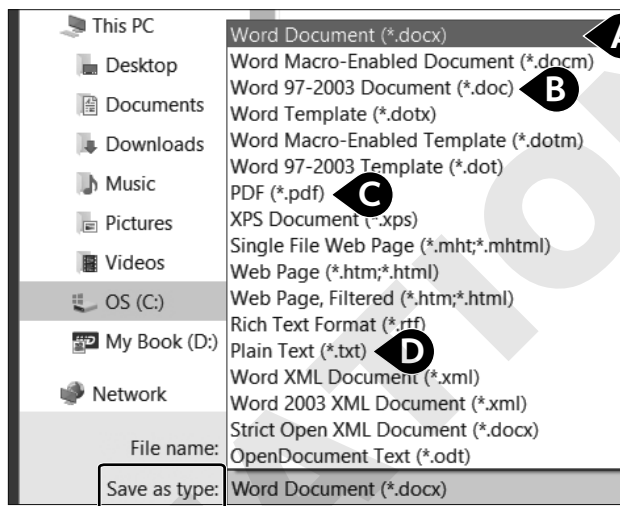 This PC
Desktop
Documents
Downloads
Music
Pictures
Videos
OS (C:)
My Book (D:)
Network
Word Document (*.docx)
A
Word Macro-Enabled Document (*.docm)
Word 97-2003 Document (*.doc)
B
Word Template (*.dotx)
Word Macro-Enabled Template (*.dotm)
Word 97-2003 Template (*.dot)
PDF (*.pdf)
C
XPS Document (*.xps)
Single File Web Page (*.mht;*.mhtml)
Web Page (*.htm;*.html)
Web Page, Filtered (*.htm;*.html)
Rich Text Format (*.rtf)
Plain Text (*.txt)
D
Word XML Document (*.xml)
Word 2003 XML Document (*.xml)
Strict Open XML Document (*.docx)
OpenDocument Text (*.odt)
File name:
Save as type: Word Document (*.docx)